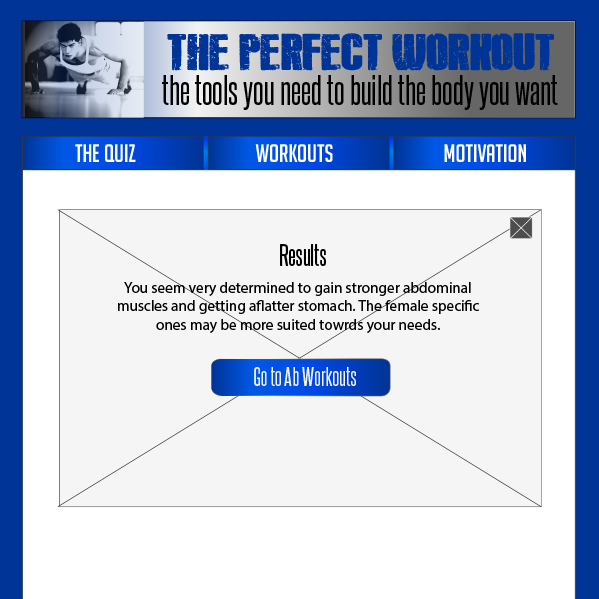 THE PERFECT WORKOUT
the tools you need to build the body you want
THE QUIZ
WORKOUTS
MOTIVATION
Results
You seem very determined to gain stronger abdominal
muscles and getting aflatter stomach. The female specific
ones may be more suited towrds your needs.
Go to Ab Workouts